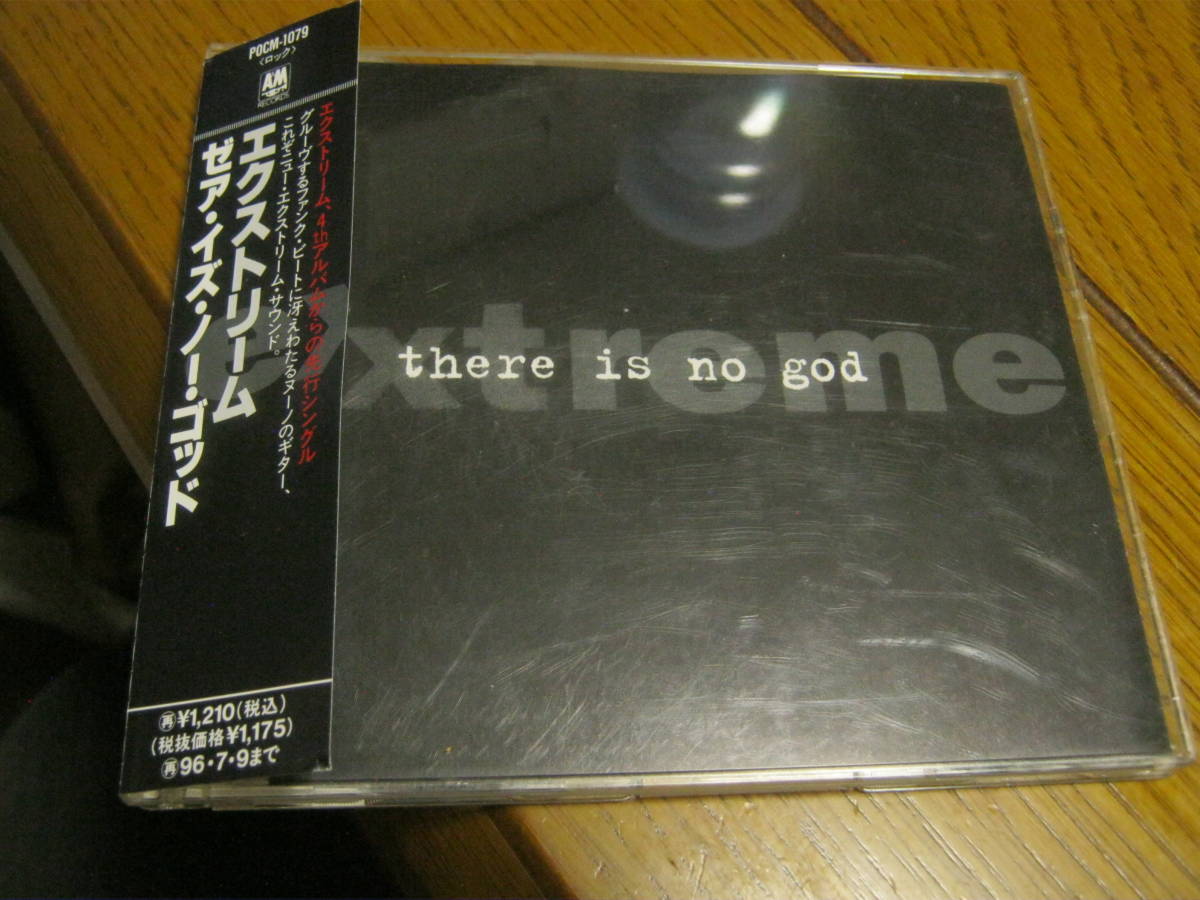 POCM-1079
〈ロック〉
A&M
RECORDS
エクストリーム、4thアルバムからの先行シングル
グルーヴするファンク・ビートに冴えわたるヌーノのギター、
これぞニュー・エクストリーム・サウンド。
エクストリーム
ゼア・イズ・ノー・ゴッド
再¥1,210(税込)
(税抜価格¥1,175)
再96・7・9まで
extreme
there is no god